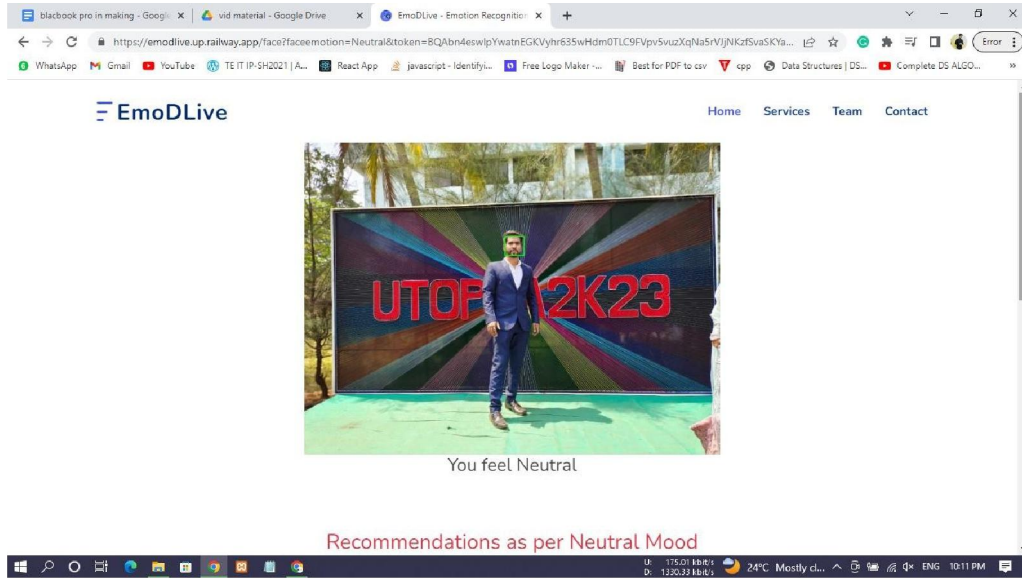 blacbook pro in making - Google
vid material - Google Drive
EmoDLive - Emotion Recognition
https://emodlive.up.railway.app/face?faceemotion=Neutral&token=
Error
WhatsApp
Gmail
YouTube
TE IT IP-SH2021 | A...
React App
javascript - Identifyi...
Free Logo Maker -...
Best for PDF to csv
cpp
Data Structures | DS...
Complete DS ALGO...
EmoDLive
Home
Services
Team
Contact
2K23
You feel Neutral
Recommendations as per Neutral Mood
U: 175.01 kbit/s
D: 1330.33 kbit/s
24°C Mostly cl...
ENG
10:11 PM